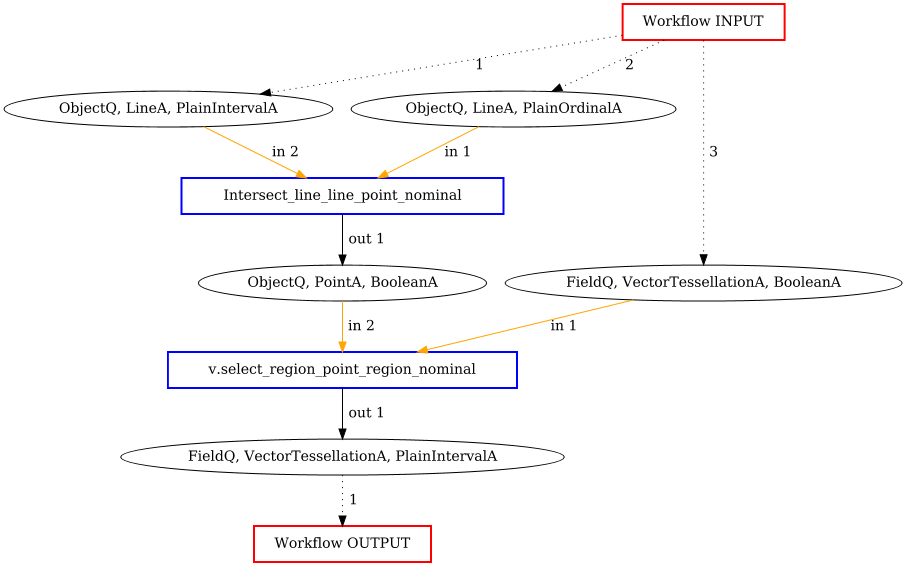 Workflow INPUT
1
2
ObjectQ, LineA, PlainIntervalA
ObjectQ, LineA, PlainOrdinalA
in 2
in 1
3
Intersect_line_line_point_nominal
out 1
ObjectQ, PointA, BooleanA
FieldQ, VectorTessellationA, BooleanA
in 2
in 1
v.select_region_point_region_nominal
out 1
FieldQ, VectorTessellationA, PlainIntervalA
1
Workflow OUTPUT